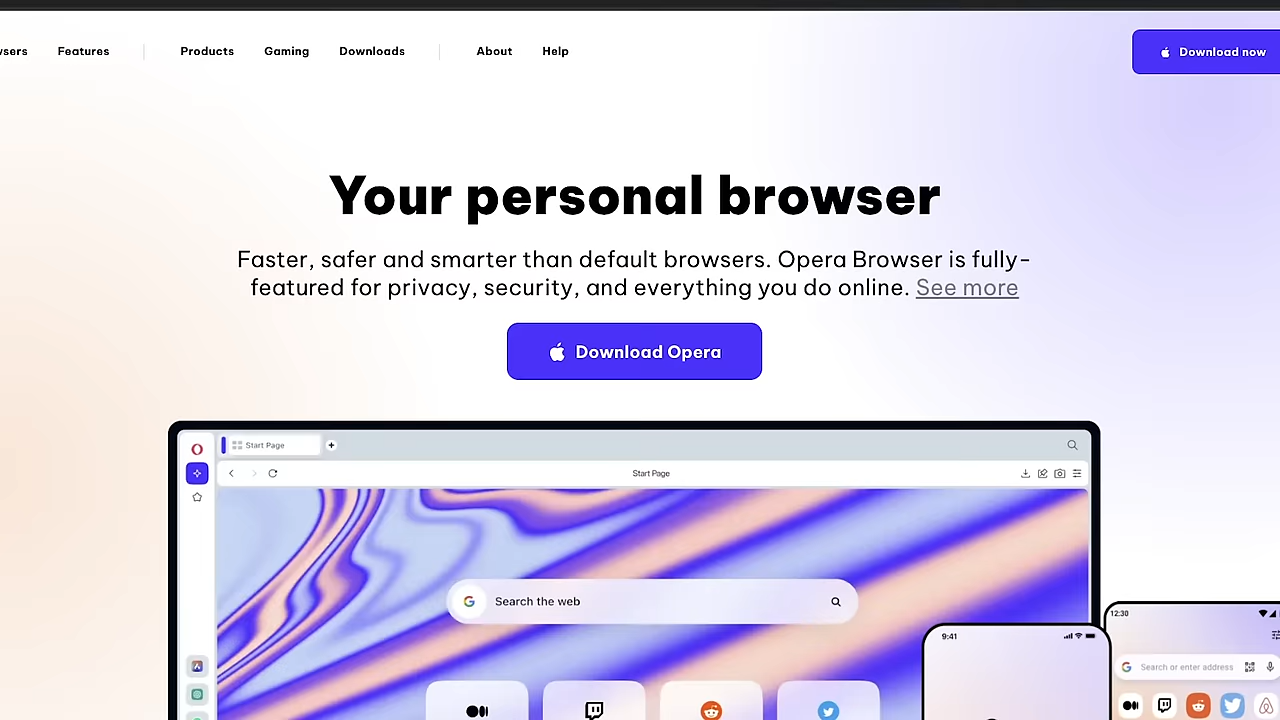 Features
Products
Gaming
Downloads
About
Help
Download now
Your personal browser
Faster, safer and smarter than default browsers. Opera Browser is fully-
featured for privacy, security, and everything you do online. See more
Download Opera
Start Page
Start Page
Search the web
9:41
12:30
Search or enter address